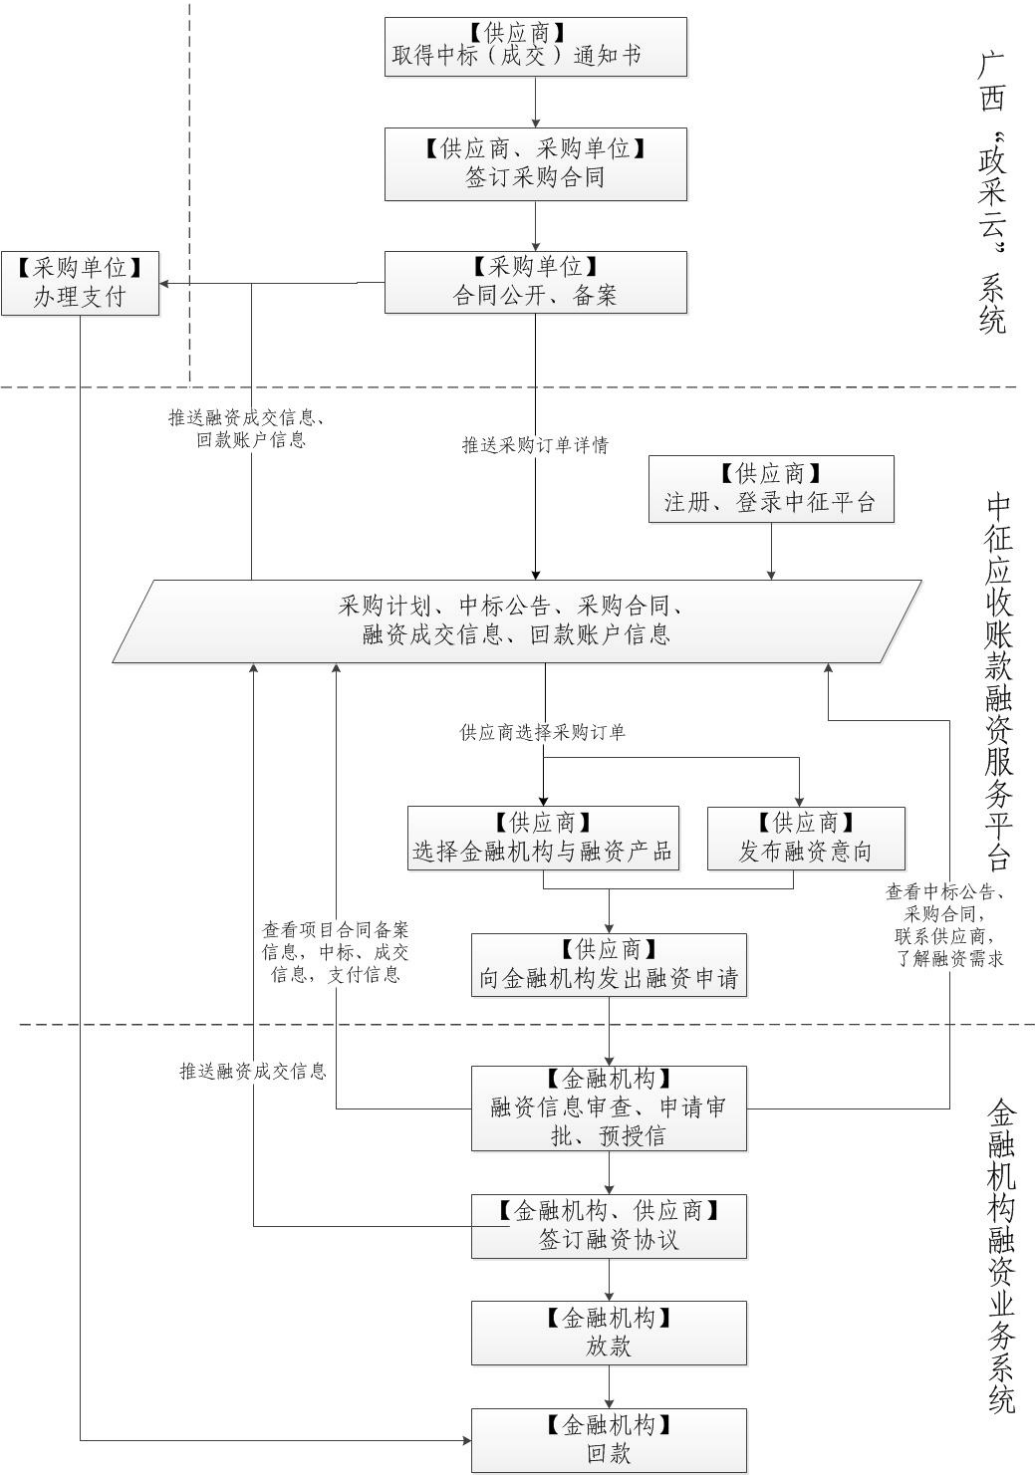 【供应商】
取得中标（成交）通知书
【供应商、采购单位】
签订采购合同
【采购单位】
办理支付
【采购单位】
合同公开、备案
广西“政采云”系统
推送融资成交信息、
回款账户信息
推送采购订单详情
【供应商】
注册、登录中征平台
采购计划、中标公告、采购合同、
融资成交信息、回款账户信息
中征应收账款融资服务平台
供应商选择采购订单
【供应商】
选择金融机构与融资产品
【供应商】
发布融资意向
查看项目合同备案
信息，中标、成交
信息，支付信息
【供应商】
向金融机构发出融资申请
查看中标公告、
采购合同，
联系供应商，
了解融资需求
推送融资成交信息
【金融机构】
融资信息审查、申请审
批、预授信
【金融机构、供应商】
签订融资协议
【金融机构】
放款
【金融机构】
回款
金融机构融资业务系统